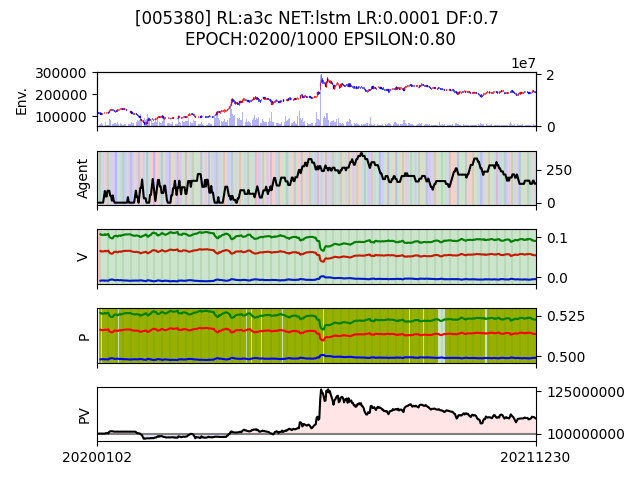 [005380] RL:a3c NET:lstm LR:0.0001 DF:0.7
EPOCH:0200/1000 EPSILON:0.80
1e7
300000
200000
100000
Env.
2
0
Agent
250
0
V
0.1
0.0
P
0.525
0.500
PV
125000000
100000000
20200102
20211230